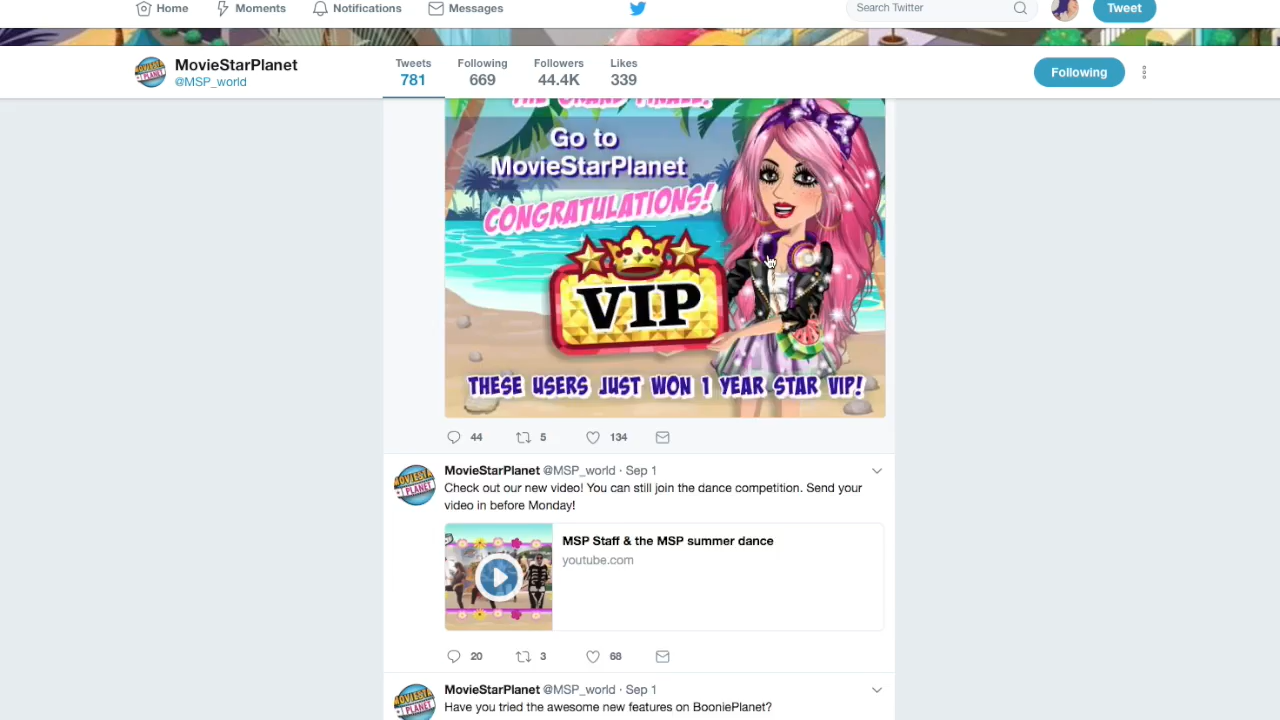 Home
Moments
Notifications
Messages
Search Twitter
Tweet
MovieStarPlanet
@MSP_world
Tweets
781
Following
669
Followers
44.4K
Likes
339
Following
THE GRAND FINALE!
Go to
MovieStarPlanet
CONGRATULATIONS!
VIP
THESE USERS JUST WON 1 YEAR STAR VIP!
44
5
134
MovieStarPlanet @MSP_world · Sep 1
Check out our new video! You can still join the dance competition. Send your
video in before Monday!
MSP Staff & the MSP summer dance
youtube.com
20
3
68
MovieStarPlanet @MSP_world · Sep 1
Have you tried the awesome new features on BooniePlanet?